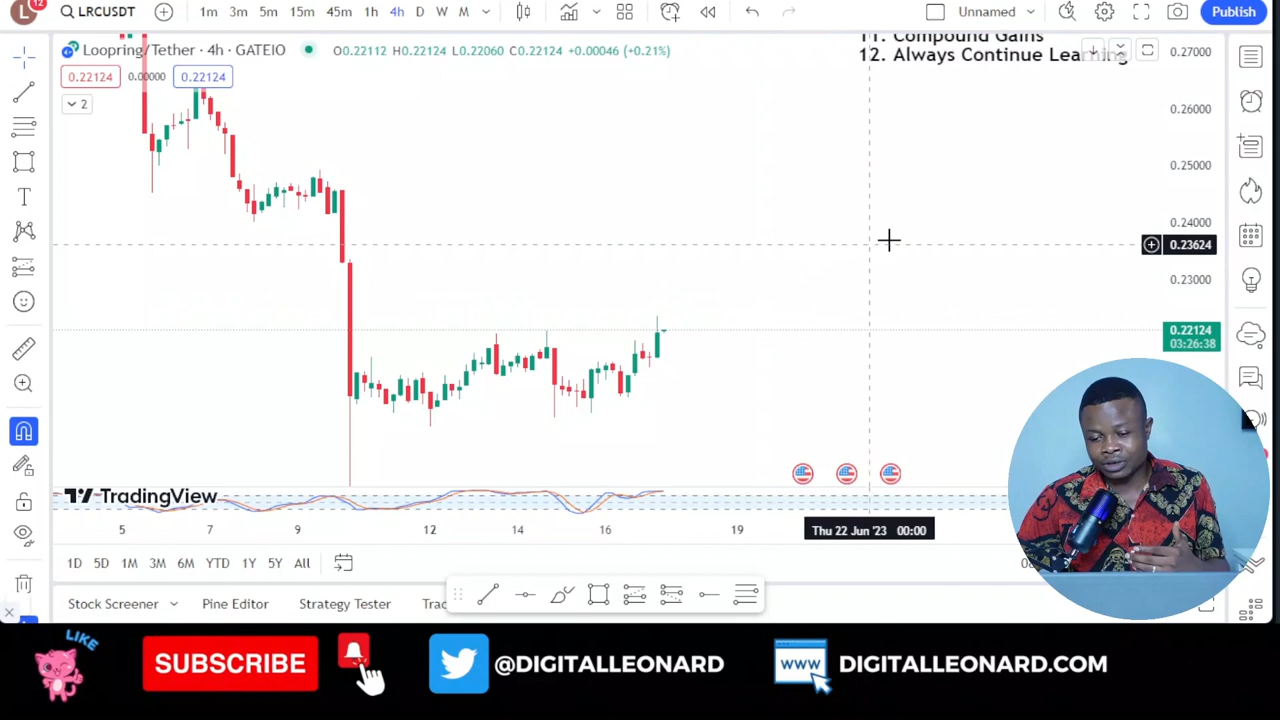 LRCUSDT
1m 3m 5m 15m 45m 1h 4h D W M
Unnamed
Publish
L
12
Loopring/Tether · 4h · GATEIO
O0.22112 H0.22124 L0.22060 C0.22124 +0.00046 (+0.21%)
0.22124
0.00000
0.22124
2
11. Compound Gains
12. Always Continue Learning
0.27000
0.26000
0.25000
0.24000
0.23624
0.23000
0.22124
03:26:38
TradingView
5 7 9 12 14 16 19
Thu 22 Jun '23 00:00
1D 5D 1M 3M 6M YTD 1Y 5Y All
Stock Screener
Pine Editor
Strategy Tester
LIKE
SUBSCRIBE
@DIGITALLEONARD
WWW
DIGITALLEONARD.COM